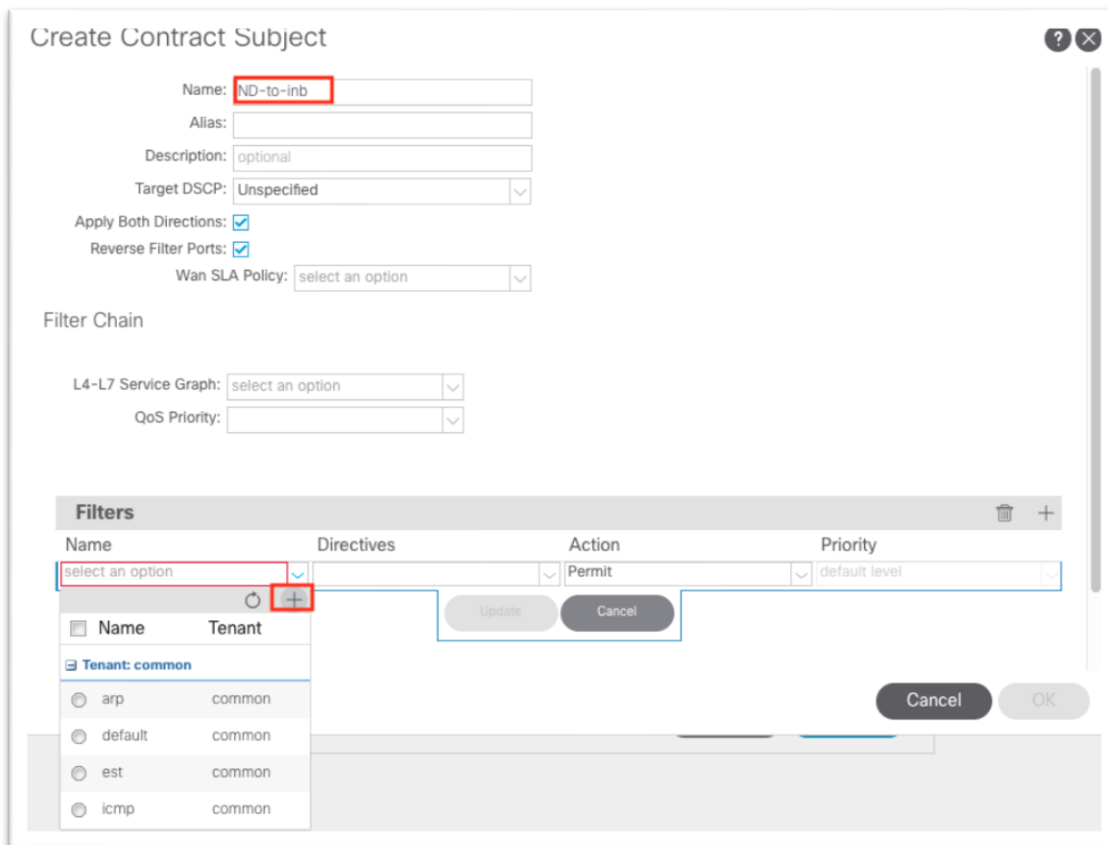 Create Contract Subject
Name: ND-to-inb
Alias:
Description: optional
Target DSCP: Unspecified
Apply Both Directions:
Reverse Filter Ports:
Wan SLA Policy: select an option
Filter Chain
L4-L7 Service Graph: select an option
QoS Priority:
Filters
Name Directives Action Priority
select an option Permit default level
Update Cancel
Name Tenant
Tenant: common
arp common
Cancel OK
default common
est common
icmp common